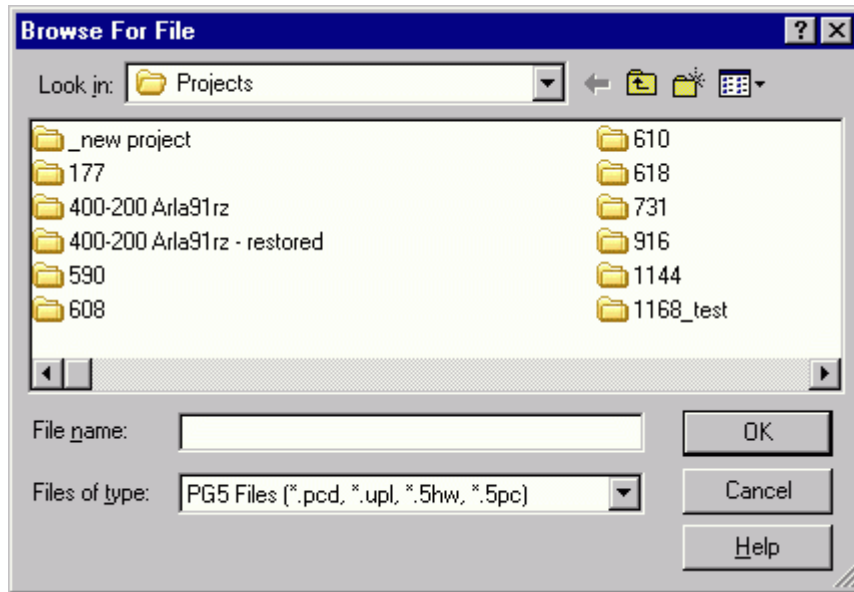 Browse For File
Look in: Projects
_new project
177
400-200 Arla91rz
400-200 Arla91rz - restored
590
608
610
618
731
916
1144
1168_test
File name:
OK
Files of type: PG5 Files (*.pcd, *.upl, *.5hw, *.5pc)
Cancel
Help